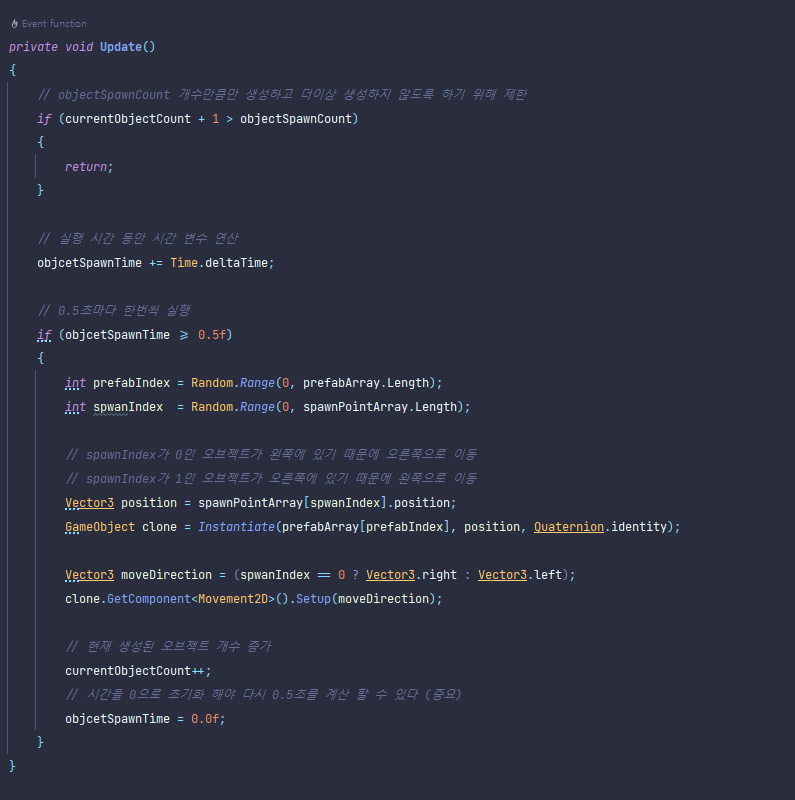 Event function
private void Update()
{
// objectSpawnCount 개수만큼만 생성하고 더이상 생성하지 않도록 하기 위해 제한
if (currentObjectCount + 1 > objectSpawnCount)
{
return;
}
// 실행 시간 동안 시간 변수 연산
objcetSpawnTime += Time.deltaTime;
// 0.5초마다 한번씩 실행
if (objcetSpawnTime >= 0.5f)
{
int prefabIndex = Random.Range(0, prefabArray.Length);
int spwanIndex = Random.Range(0, spawnPointArray.Length);
// spawnIndex가 0인 오브젝트가 왼쪽에 있기 때문에 오른쪽으로 이동
// spawnIndex가 1인 오브젝트가 오른쪽에 있기 때문에 왼쪽으로 이동
Vector3 position = spawnPointArray[spwanIndex].position;
GameObject clone = Instantiate(prefabArray[prefabIndex], position, Quaternion.identity);
Vector3 moveDirection = (spwanIndex == 0 ? Vector3.right : Vector3.left);
clone.GetComponent<Movement2D>().Setup(moveDirection);
// 현재 생성된 오브젝트 개수 증가
currentObjectCount++;
// 시간을 0으로 초기화 해야 다시 0.5초를 계산 할 수 있다 (중요)
objcetSpawnTime = 0.0f;
}
}